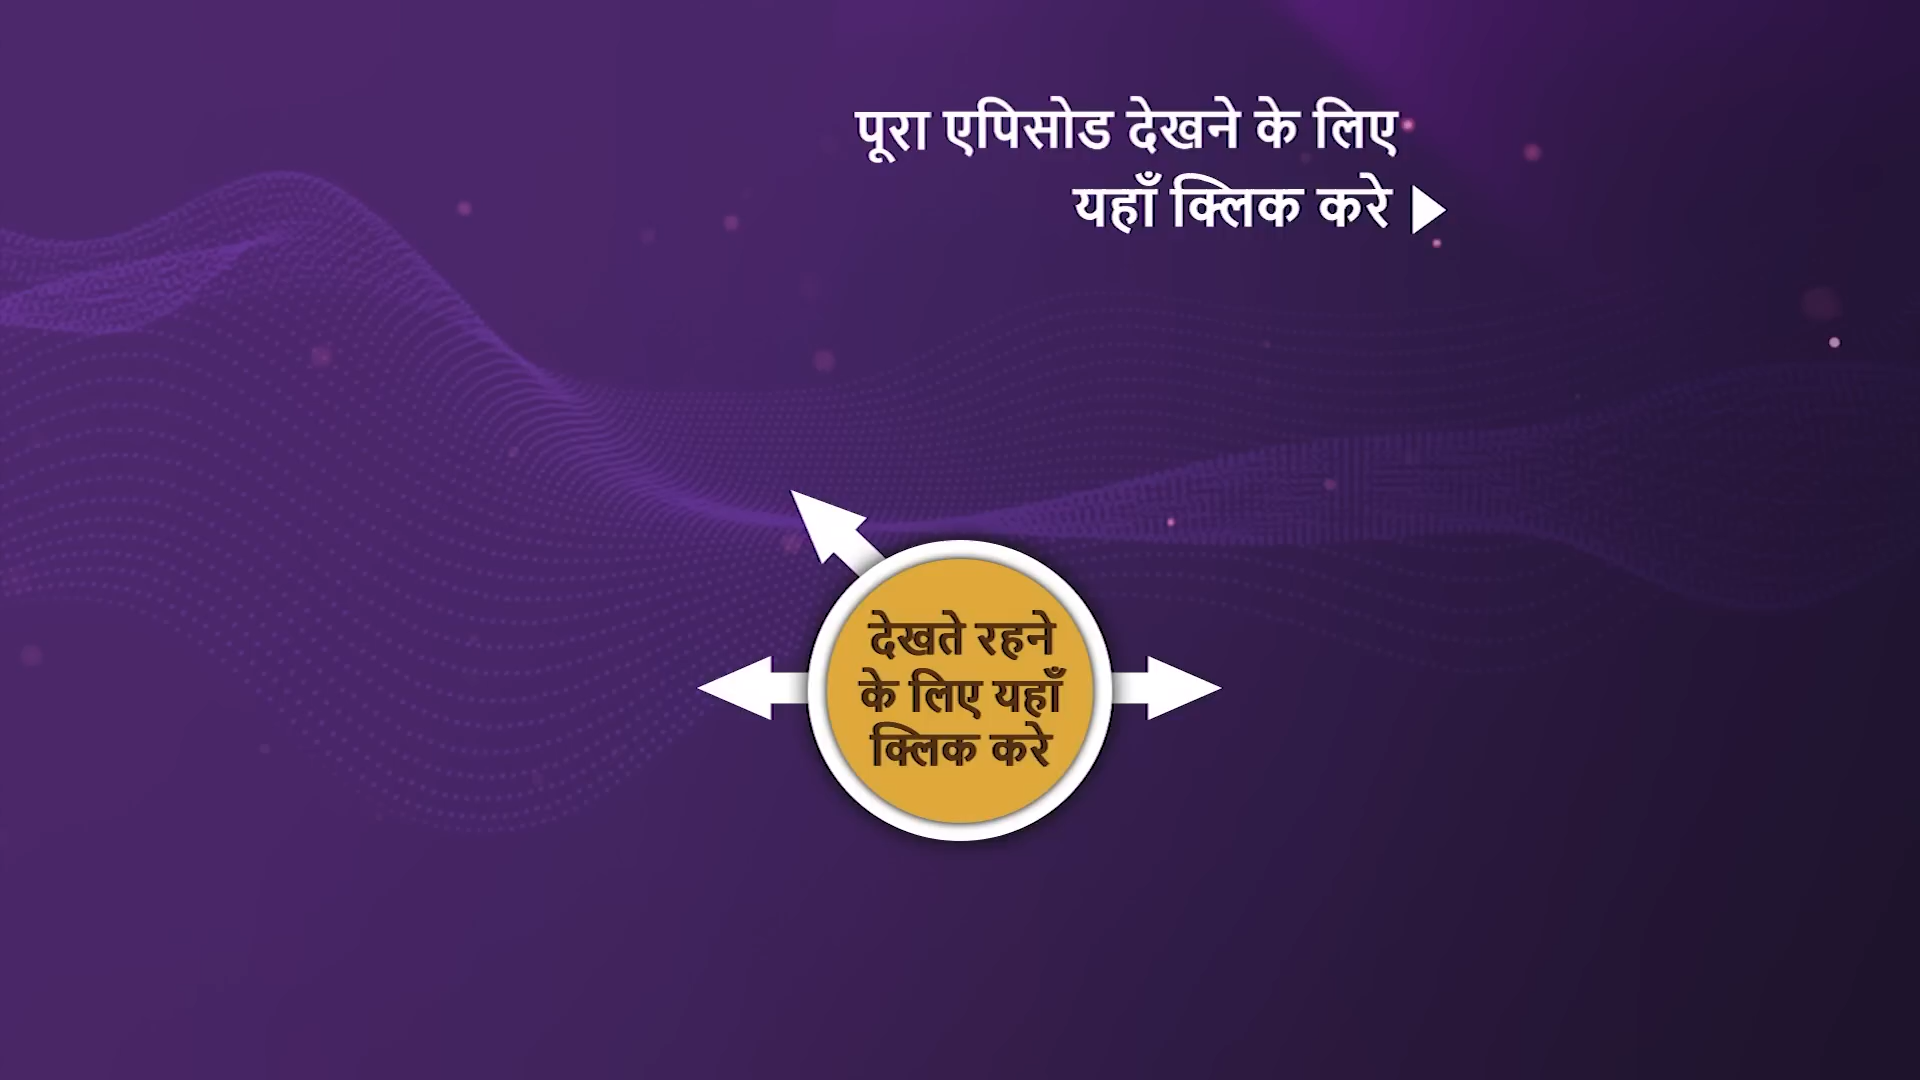 पूरा एपिसोड देखने के लिए
यहाँ क्लिक करे
देखते रहने
के लिए यहाँ
क्लिक करे